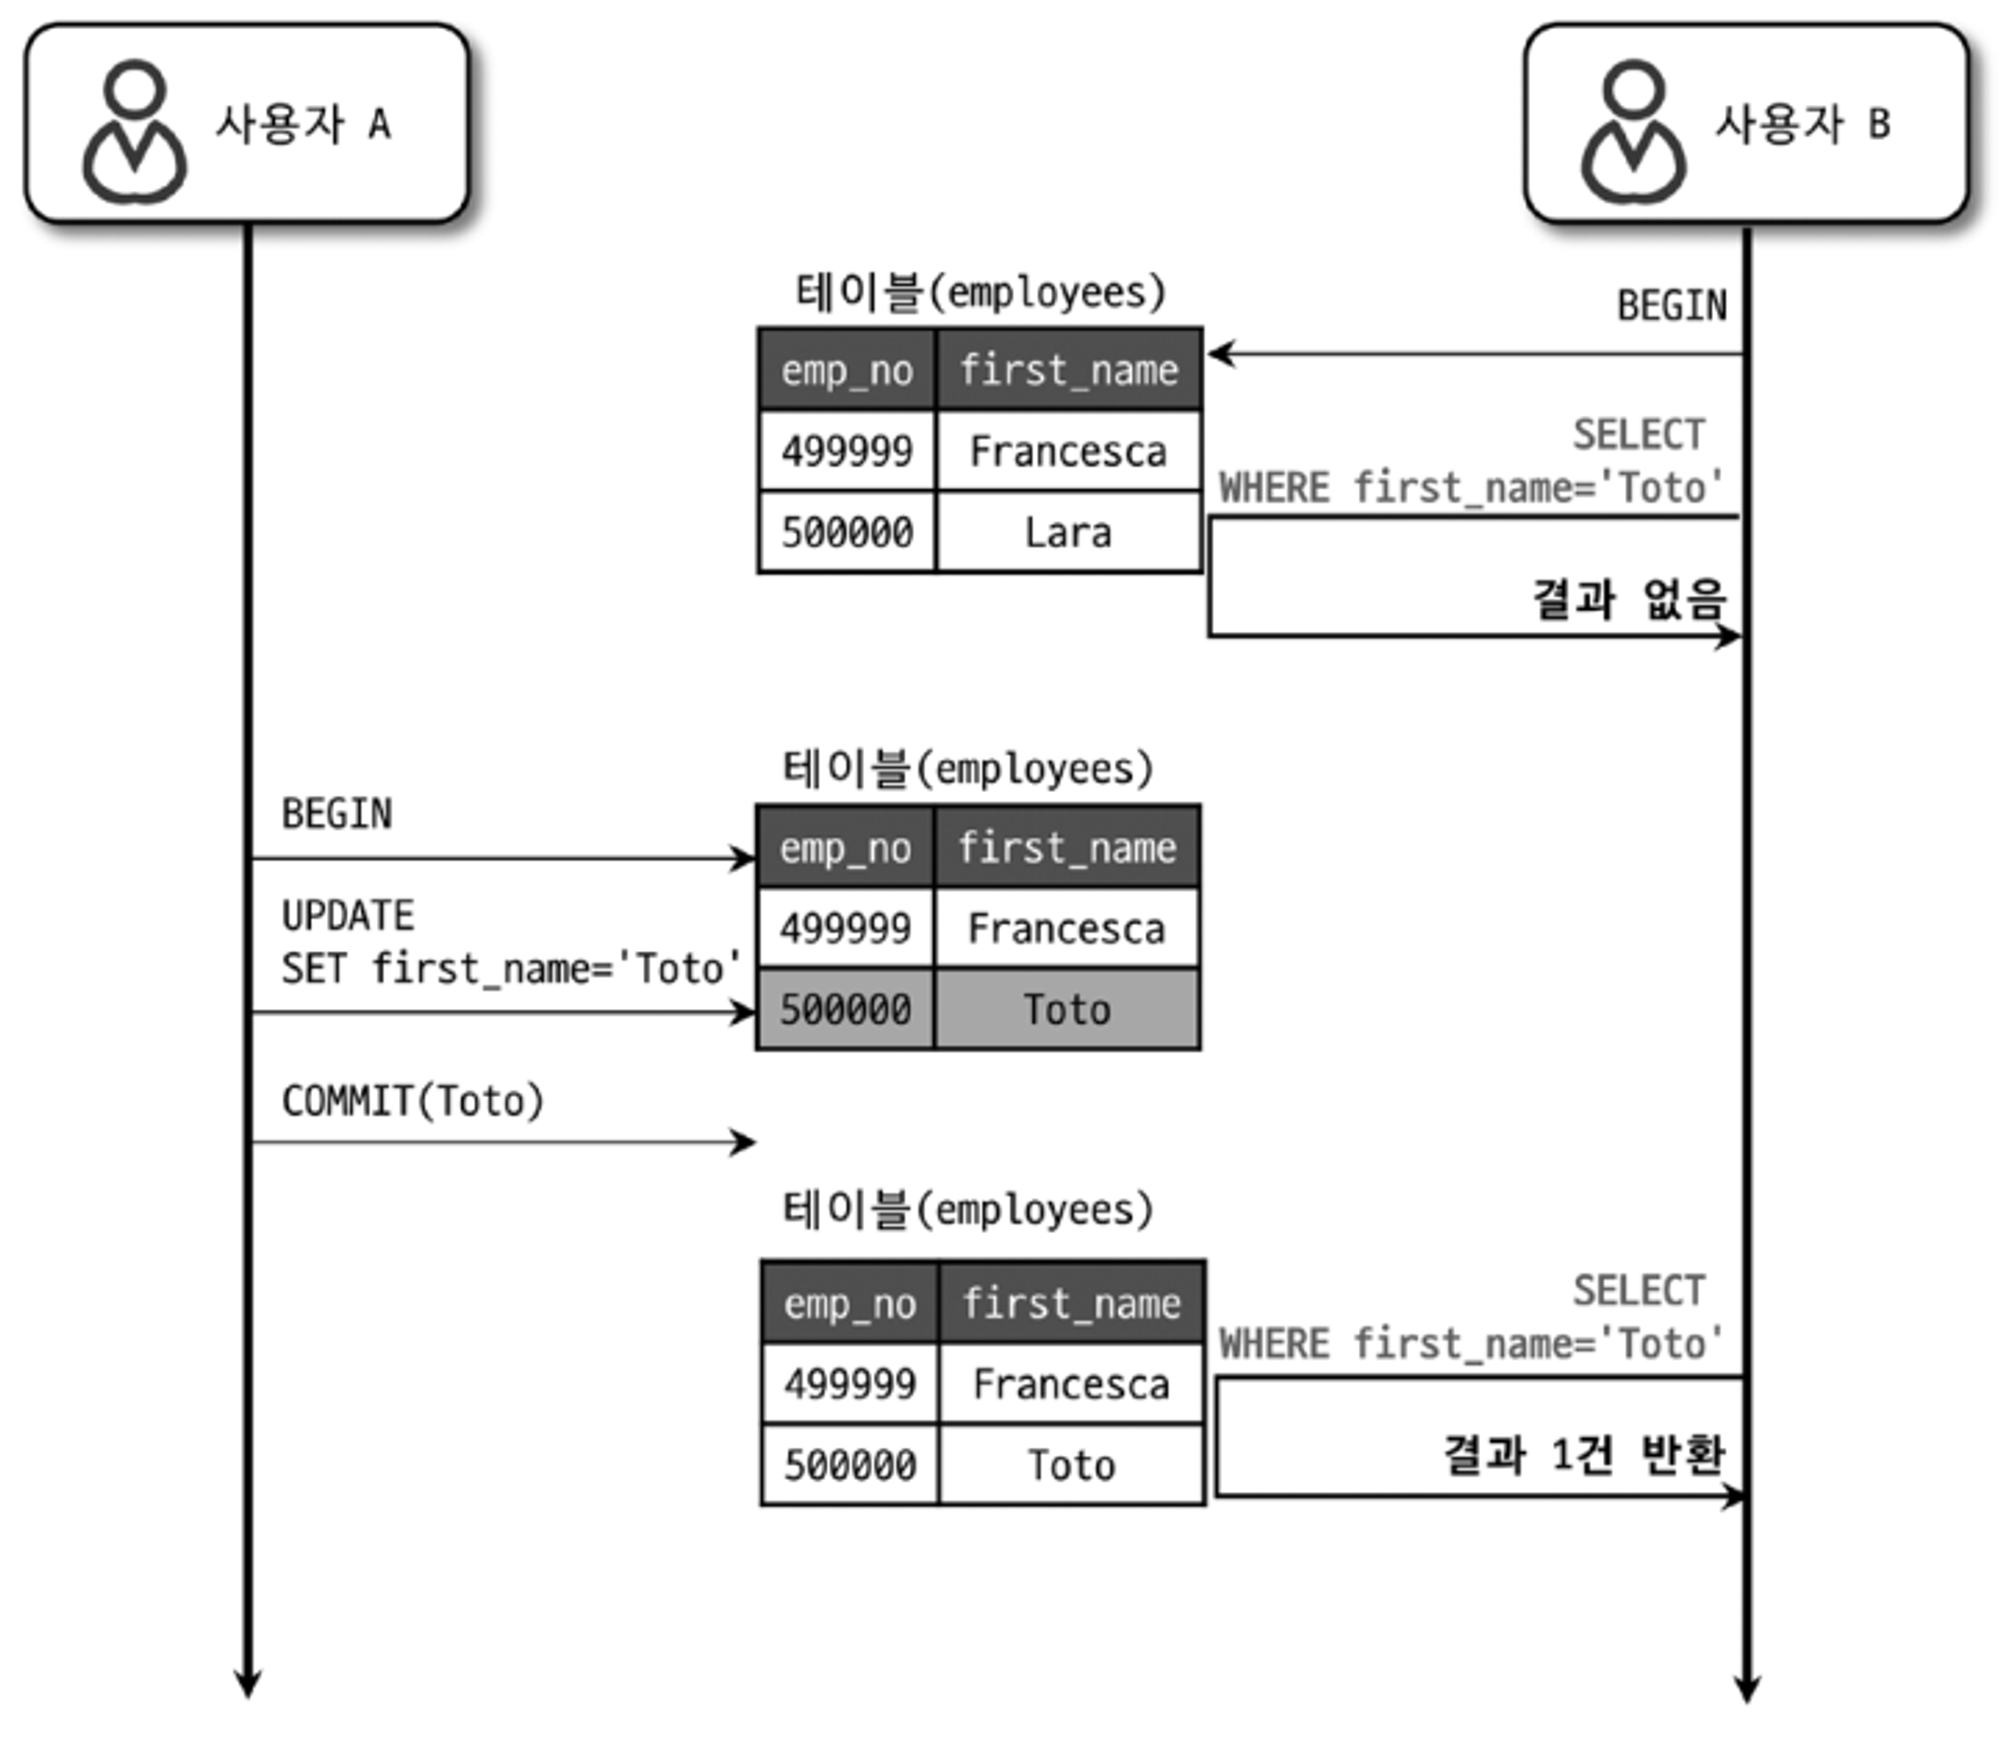 사용자 A
사용자 B
테이블(employees)
BEGIN
emp_no first_name
499999 Francesca
500000 Lara
SELECT
WHERE first_name='Toto'
결과 없음
테이블(employees)
BEGIN
emp_no first_name
UPDATE
SET first_name='Toto'
499999 Francesca
500000 Toto
COMMIT(Toto)
테이블(employees)
emp_no first_name
499999 Francesca
500000 Toto
SELECT
WHERE first_name='Toto'
결과 1건 반환